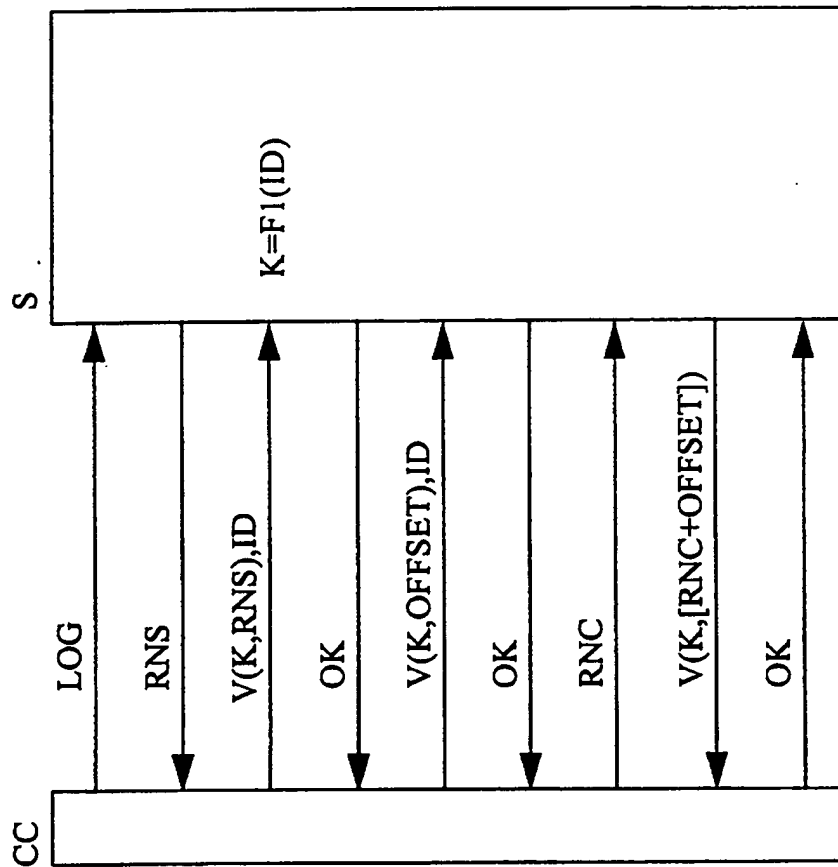 CC
S
LOG
RNS
V(K,RNS),ID
K=F1(ID)
OK
V(K,OFFSET),ID
OK
RNC
V(K,[RNC+OFFSET])
OK